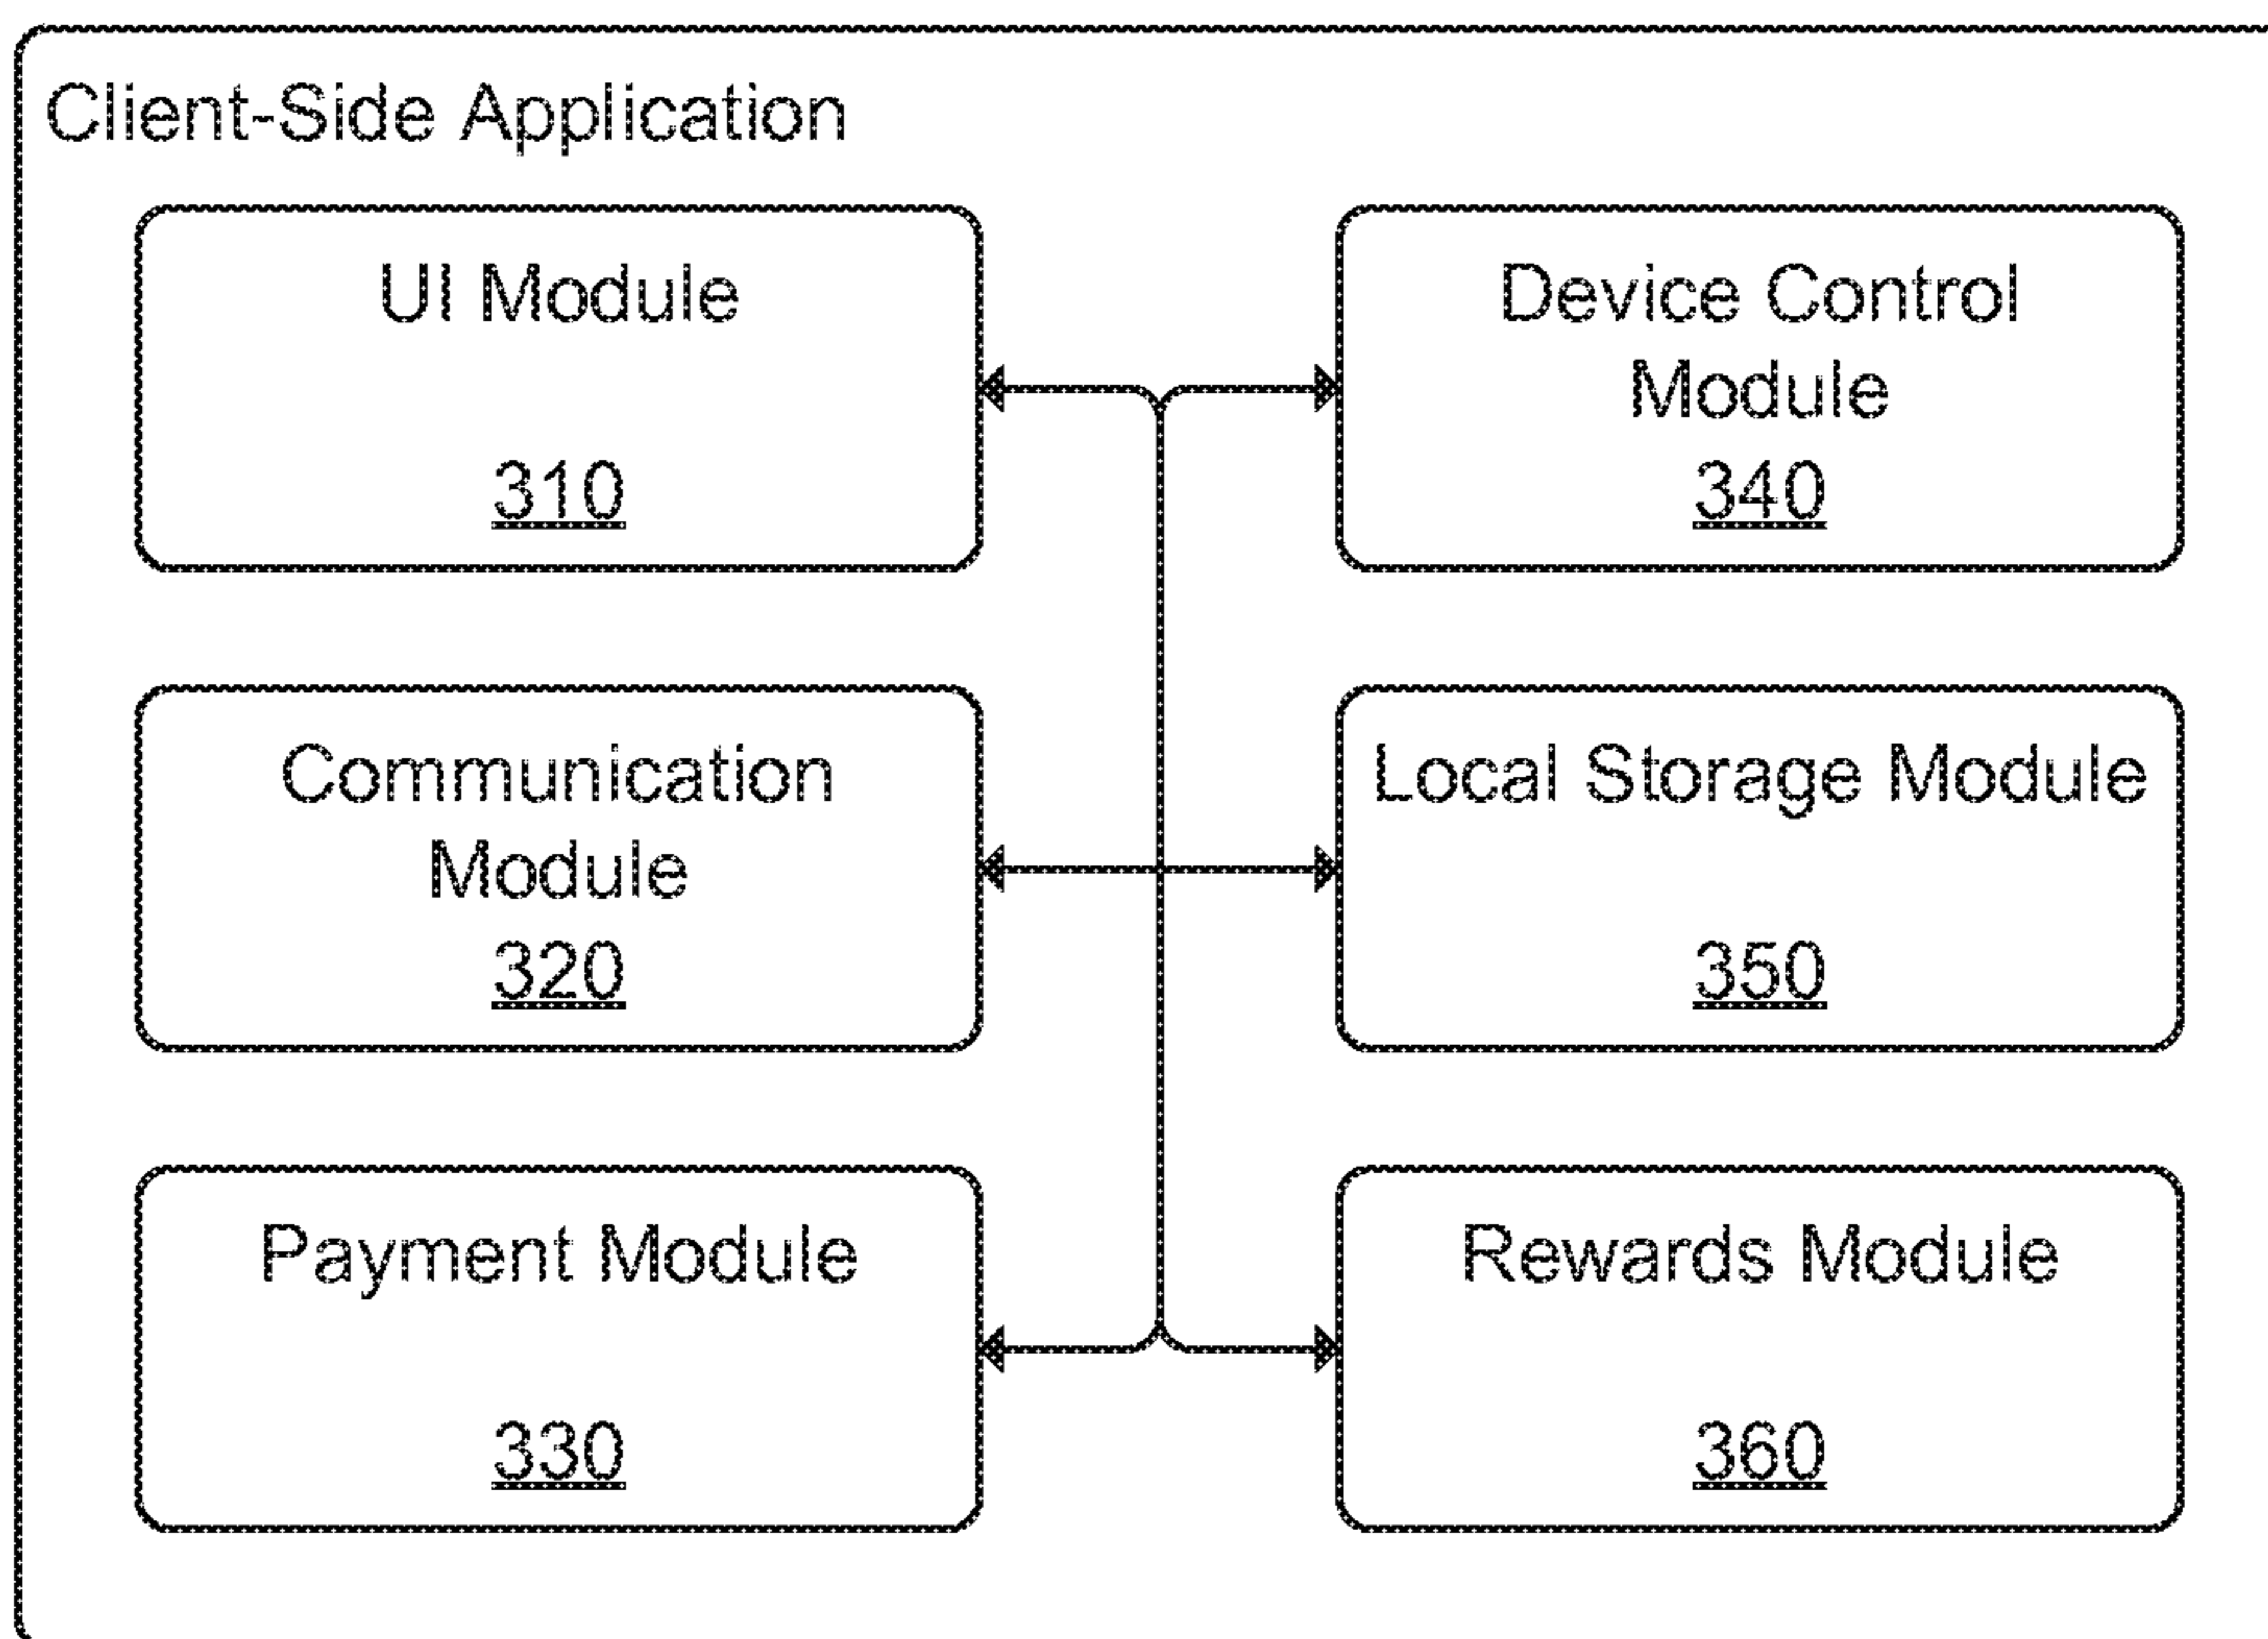 Client-Side Application
UI Module
310
Device Control
Module
340
Communication
Module
320
Local Storage Module
350
Payment Module
330
Rewards Module
360